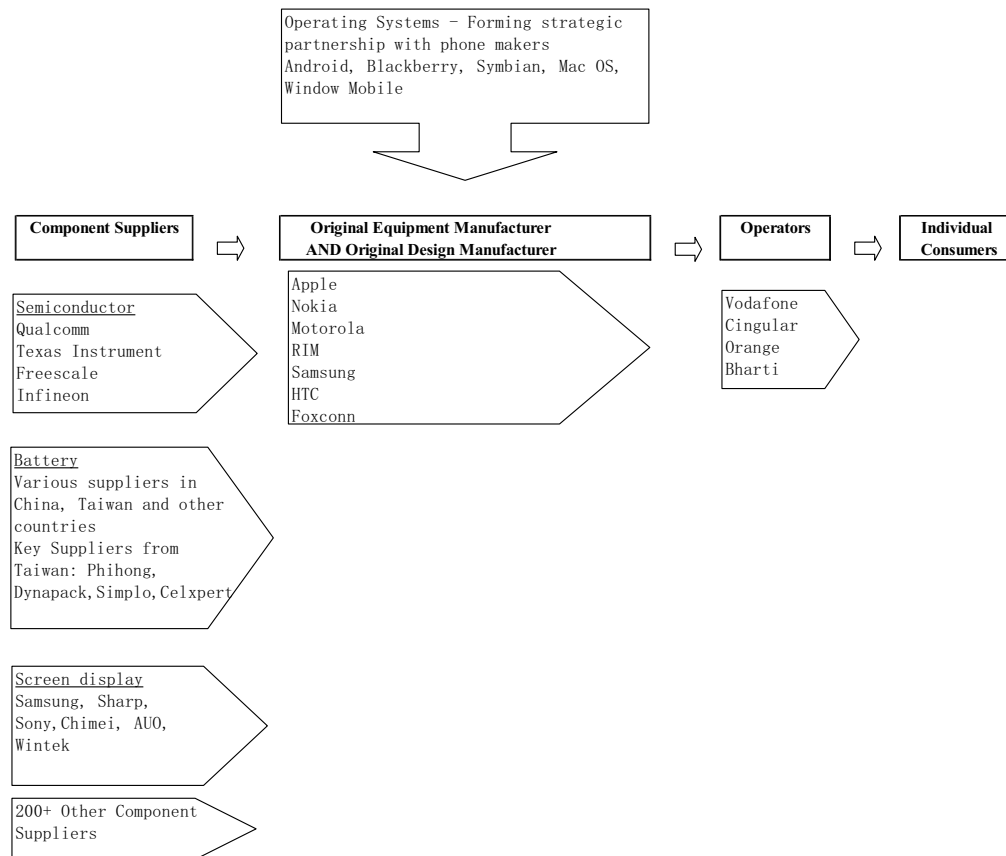 Operating Systems - Forming strategic
partnership with phone makers
Android, Blackberry, Symbian, Mac OS,
Window Mobile
Component Suppliers
Original Equipment Manufacturer
AND Original Design Manufacturer
Operators
Individual
Consumers
Semiconductor
Qualcomm
Texas Instrument
Freescale
Infineon
Apple
Nokia
Motorola
RIM
Samsung
HTC
Foxconn
Vodafone
Cingular
Orange
Bharti
Battery
Various suppliers in
China, Taiwan and other
countries
Key Suppliers from
Taiwan: Phihong,
Dynapack,Simplo,Celxpert
Screen display
Samsung, Sharp,
Sony,Chimei, AUO,
Wintek
200+ Other Component
Suppliers